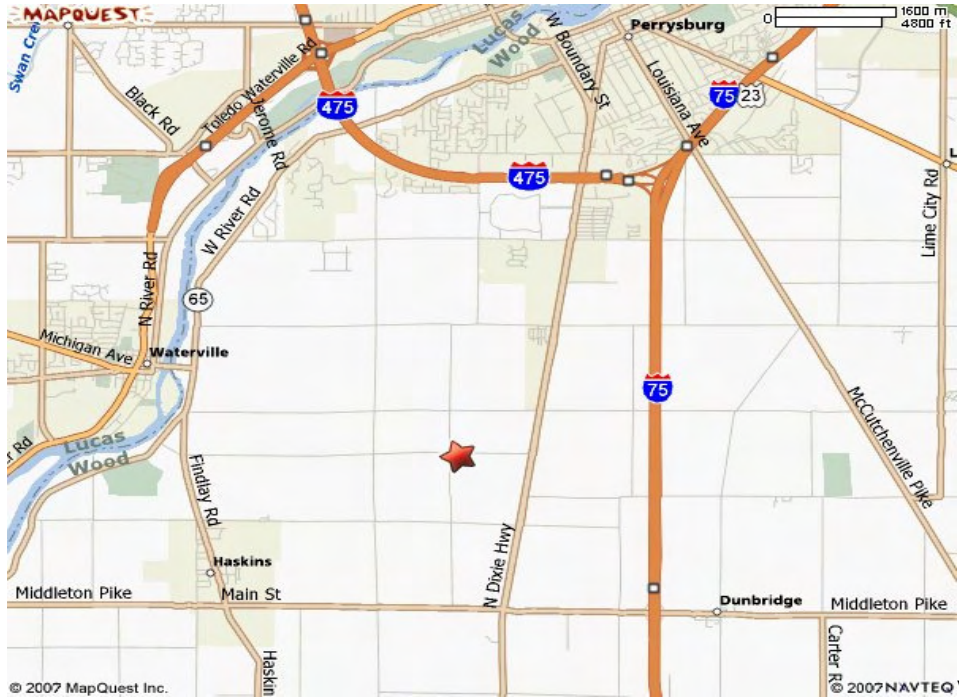 MAPQUEST
0
1600 m
4800 ft
Perrysburg
Lucas
Wood
W Boundary St
Toledo Waterville Rd
Swan Cre
Black Rd
Jerome Rd
475
Louisiana Ave
75
23
475
Lime City Rd
W River Rd
N River Rd
65
Michigan Ave
Waterville
75
McCutchenville Pike
Lucas
Wood
er Rd
Findlay Rd
N Dixie Hwy
Haskins
Middleton Pike
Main St
Dunbridge
Middleton Pike
Haskin
Carter R
© 2007 MapQuest Inc.
© 2007 NAVTEQ